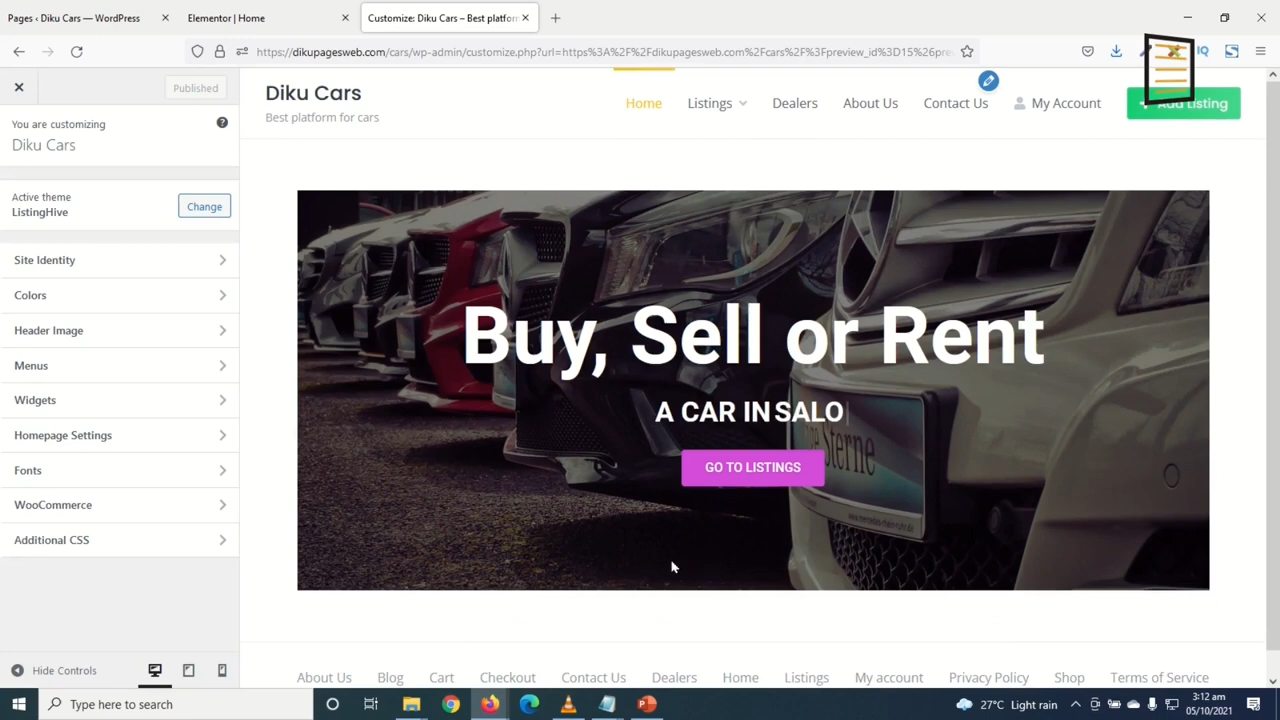 Pages ‹ Diku Cars — WordPress
Elementor | Home
Customize: Diku Cars – Best platfor
https://dikupagesweb.com/cars/wp-admin/customize.php?url=https%3A%2F%2Fdikupagesweb.com%2Fcars%2F%3Fpreview_id%3D15%26pre
IQ
Published
You are customizing
Diku Cars
Active theme
ListingHive
Change
Site Identity
Colors
Header Image
Menus
Widgets
Homepage Settings
Fonts
WooCommerce
Additional CSS
Hide Controls
Diku Cars
Best platform for cars
Home
Listings
Dealers
About Us
Contact Us
My Account
Add Listing
Buy, Sell or Rent
A CAR IN SALO|
GO TO LISTINGS
Sterne
About Us Blog Cart Checkout Contact Us Dealers Home Listings My account Privacy Policy Shop Terms of Service
Type here to search
27°C Light rain
3:12 am
05/10/2021